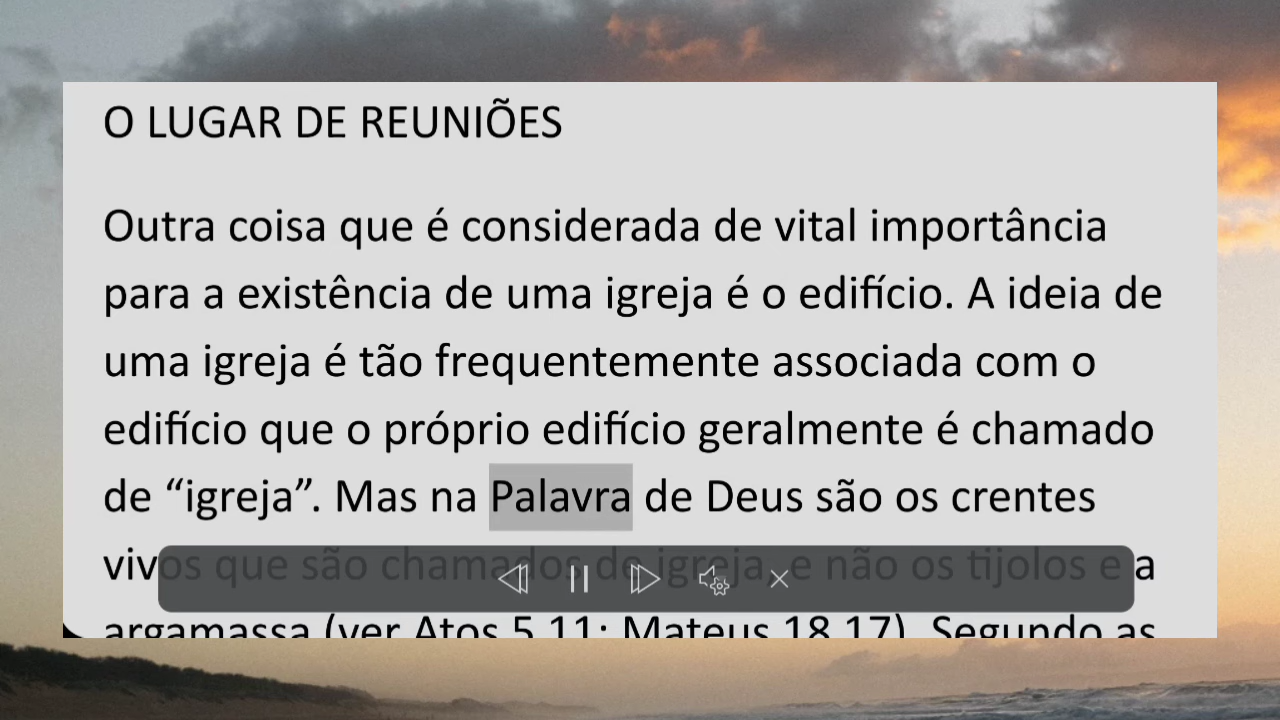 O LUGAR DE REUNIÕES
Outra coisa que é considerada de vital importância
para a existência de uma igreja é o edifício. A ideia de
uma igreja é tão frequentemente associada com o
edifício que o próprio edifício geralmente é chamado
de “igreja”. Mas na Palavra de Deus são os crentes
vivos que são chamados de igreja, e não os tijolos e a
argamassa (ver Atos 5.11; Mateus 18.17). Segundo as